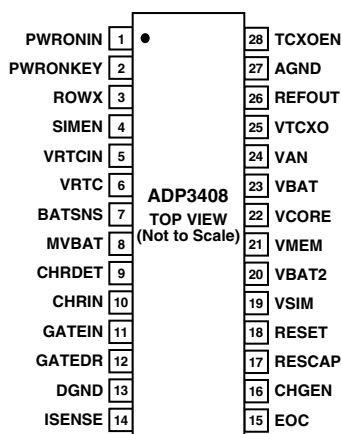 PWRONIN 1 28 TCXOEN
PWRONKEY 2 27 AGND
ROWX 3 26 REFOUT
SIMEN 4 25 VTCXO
VRTCIN 5 24 VAN
VRTC 6 23 VBAT
ADP3408
BATSNS 7 TOP VIEW 22 VCORE
MVBAT 8 (Not to Scale) 21 VMEM
CHRDET 9 20 VBAT2
CHRIN 10 19 VSIM
GATEIN 11 18 RESET
GATEDR 12 17 RESCAP
DGND 13 16 CHGEN
ISENSE 14 15 EOC